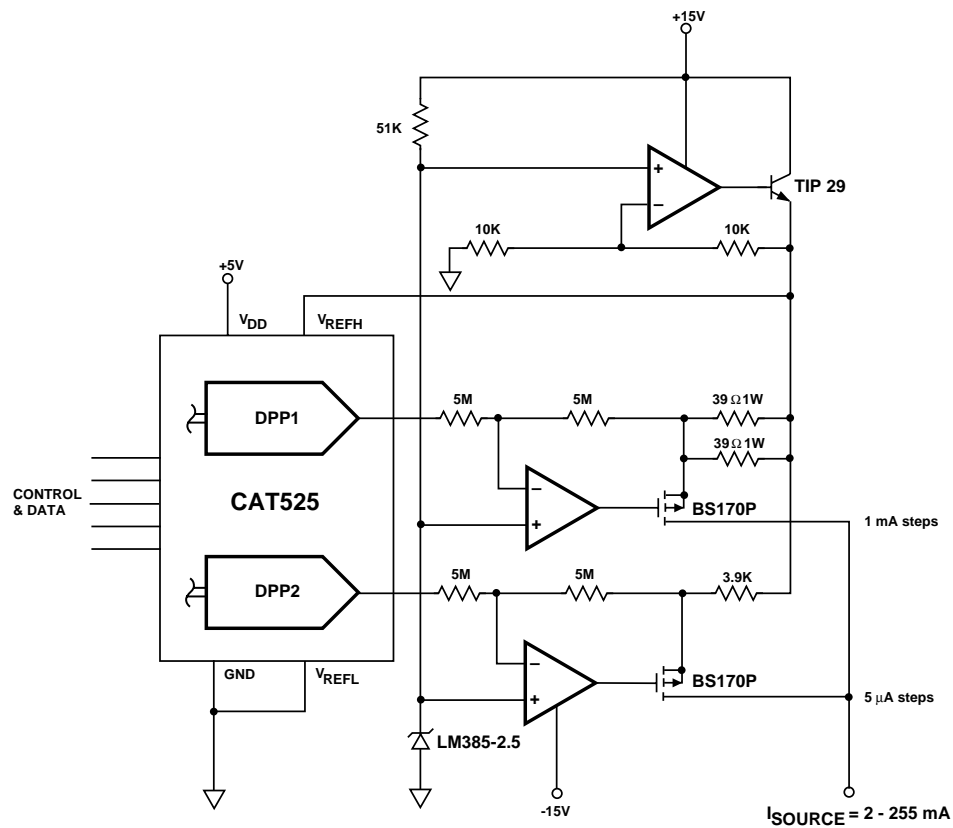 +15V
51K
+
−
TIP 29
10K
10K
+5V
VDD
VREFH
DPP1
5M
5M
39 Ω 1W
39 Ω 1W
−
+
BS170P
1 mA steps
CONTROL
& DATA
CAT525
DPP2
5M
5M
3.9K
−
+
BS170P
5 μA steps
GND
VREFL
LM385-2.5
-15V
ISOURCE = 2 - 255 mA